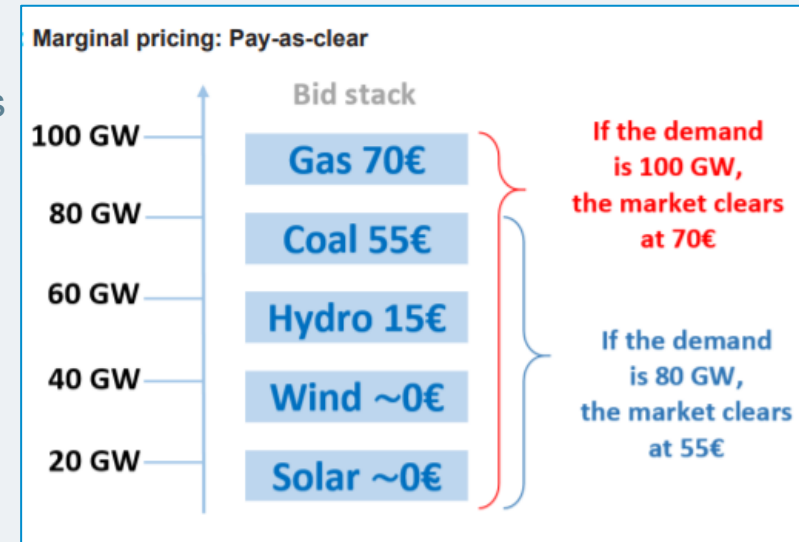 : Marginal pricing: Pay-as-clear
s
Bid stack
100 GW
Gas 70€
80 GW
Coal 55€
60 GW
Hydro 15€
40 GW
Wind ~0€
20 GW
Solar ~0€
If the demand
is 100 GW,
the market clears
at 70€
If the demand
is 80 GW,
the market clears
at 55€